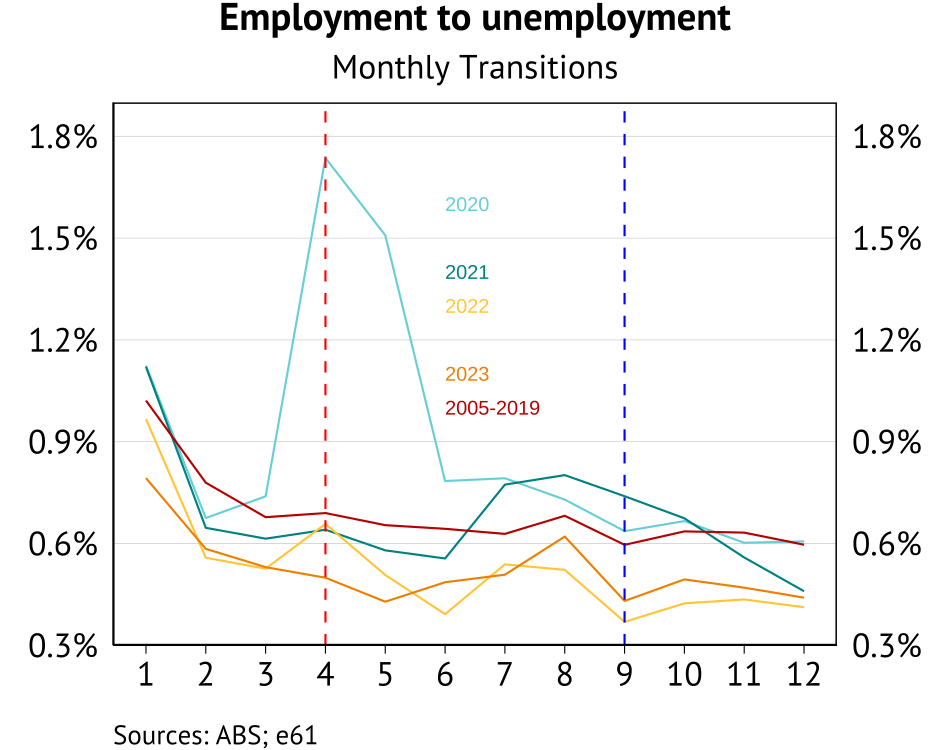 Employment to unemployment
Monthly Transitions
1.8% 1.8%
2020
1.5% 1.5%
2021
2022
1.2% 1.2%
2023
2005-2019
0.9% 0.9%
0.6% 0.6%
0.3% 0.3%
1 2 3 4 5 6 7 8 9 10 11 12
Sources: ABS; e61